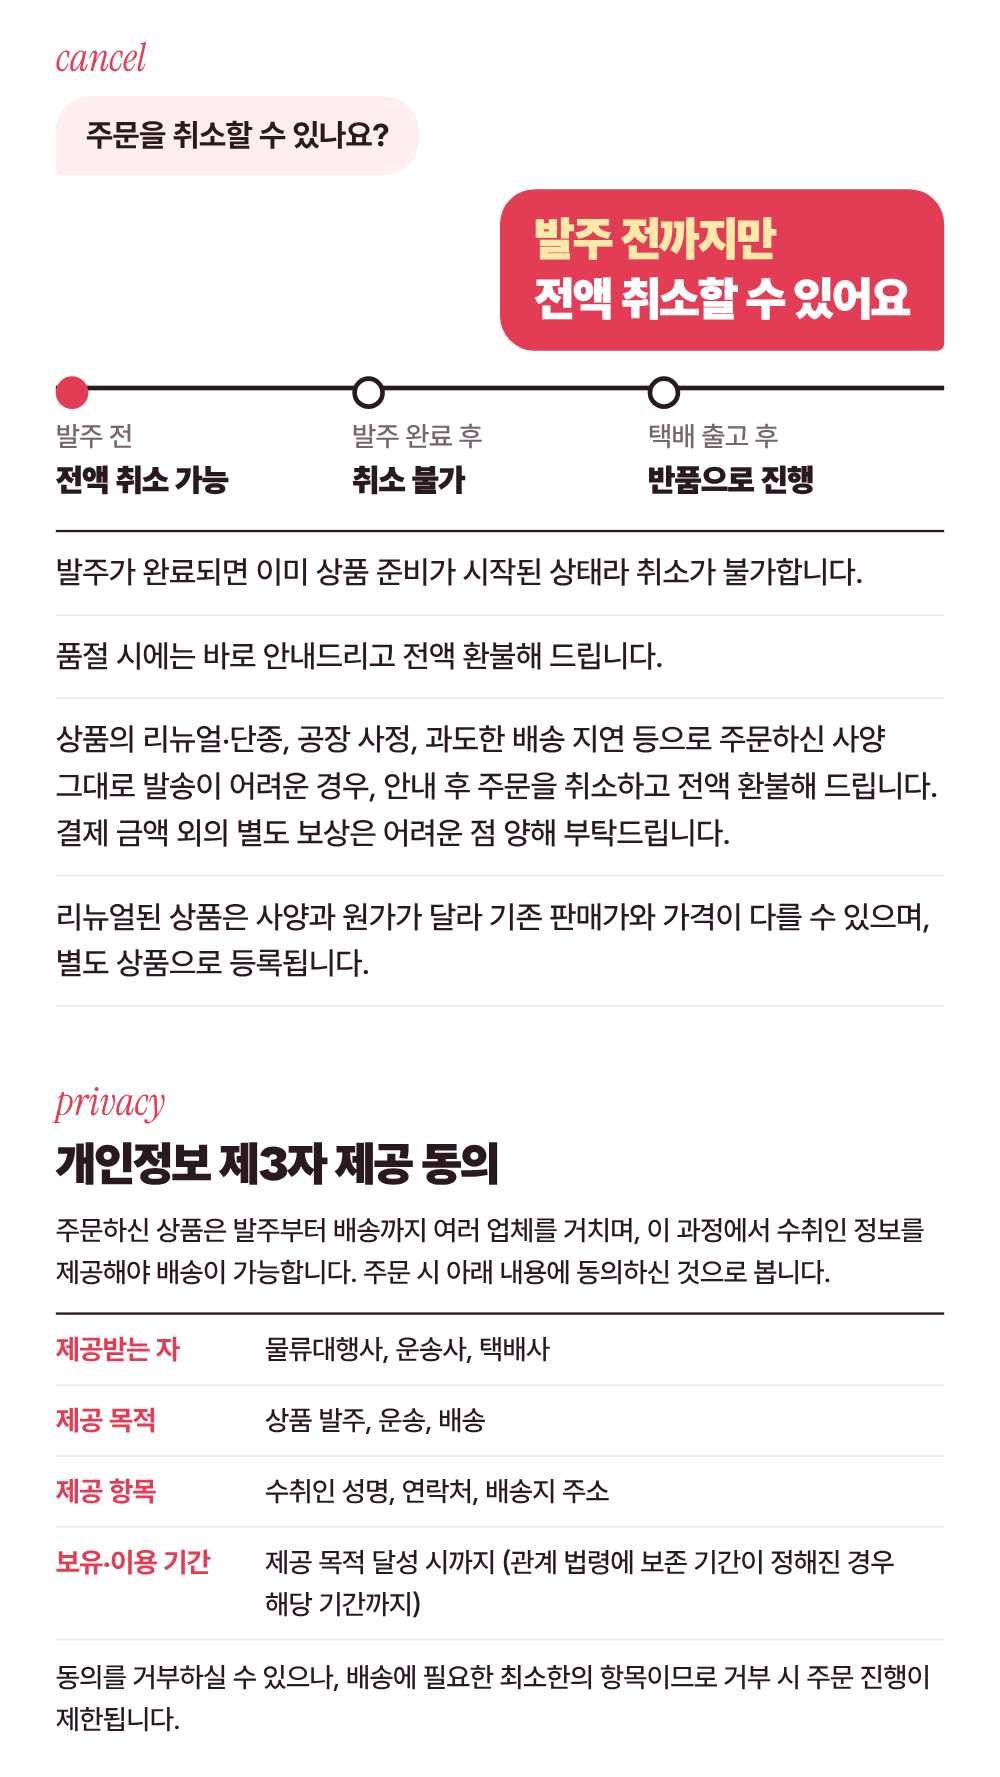 cancel
주문을 취소할 수 있나요?
발주 전까지만
전액 취소할 수 있어요
발주 전
전액 취소 가능
발주 완료 후
취소 불가
택배 출고 후
반품으로 진행
발주가 완료되면 이미 상품 준비가 시작된 상태라 취소가 불가합니다.
품절 시에는 바로 안내드리고 전액 환불해 드립니다.
상품의 리뉴얼·단종, 공장 사정, 과도한 배송 지연 등으로 주문하신 사양
그대로 발송이 어려운 경우, 안내 후 주문을 취소하고 전액 환불해 드립니다.
결제 금액 외의 별도 보상은 어려운 점 양해 부탁드립니다.
리뉴얼된 상품은 사양과 원가가 달라 기존 판매가와 가격이 다를 수 있으며,
별도 상품으로 등록됩니다.
privacy
개인정보 제3자 제공 동의
주문하신 상품은 발주부터 배송까지 여러 업체를 거치며, 이 과정에서 수취인 정보를
제공해야 배송이 가능합니다. 주문 시 아래 내용에 동의하신 것으로 봅니다.
제공받는 자 물류대행사, 운송사, 택배사
제공 목적 상품 발주, 운송, 배송
제공 항목 수취인 성명, 연락처, 배송지 주소
보유·이용 기간 제공 목적 달성 시까지 (관계 법령에 보존 기간이 정해진 경우
해당 기간까지)
동의를 거부하실 수 있으나, 배송에 필요한 최소한의 항목이므로 거부 시 주문 진행이
제한됩니다.